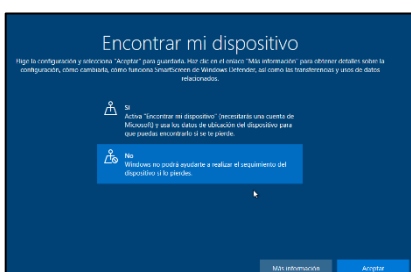 Encontrar mi dispositivo
Elige la configuración y selecciona "Aceptar" para guardarla. Haz clic en el enlace "Más información" para obtener detalles sobre la
configuración, cómo cambiarla, cómo funciona SmartScreen de Windows Defender, así como las transferencias y usos de datos
relacionados.
Sí
Activa "Encontrar mi dispositivo" (necesitarás una cuenta de
Microsoft) y usa los datos de ubicación del dispositivo para
que puedas encontrarlo si se te pierde.
No
Windows no podrá ayudarte a realizar el seguimiento del
dispositivo si lo pierdes.
Más información
Aceptar